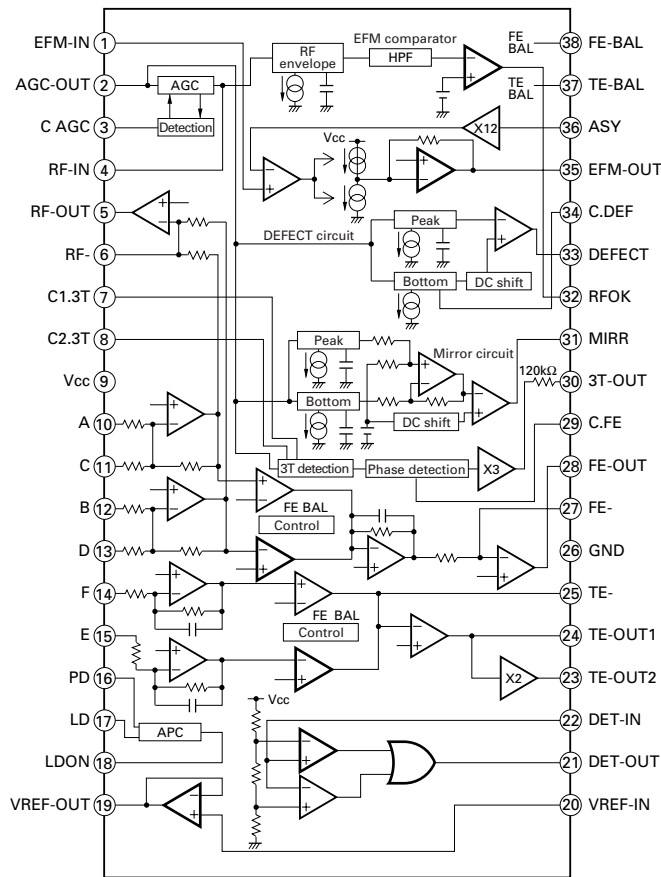 EFM-IN 1
AGC-OUT 2
C AGC 3
RF-IN 4
RF-OUT 5
RF- 6
C1.3T 7
C2.3T 8
Vcc 9
A 10
C 11
B 12
D 13
F 14
E 15
PD 16
LD 17
LDON 18
VREF-OUT 19
AGC
Detection
RF envelope
EFM comparator
HPF
FE BAL
TE BAL
X12
Vcc
DEFECT circuit
Peak
Bottom
DC shift
Peak
Mirror circuit
Bottom
DC shift
120kΩ
3T detection
Phase detection
X3
FE BAL
Control
FE BAL
Control
X2
APC
Vcc
38 FE-BAL
37 TE-BAL
36 ASY
35 EFM-OUT
34 C.DEF
33 DEFECT
32 RFOK
31 MIRR
30 3T-OUT
29 C.FE
28 FE-OUT
27 FE-
26 GND
25 TE-
24 TE-OUT1
23 TE-OUT2
22 DET-IN
21 DET-OUT
20 VREF-IN